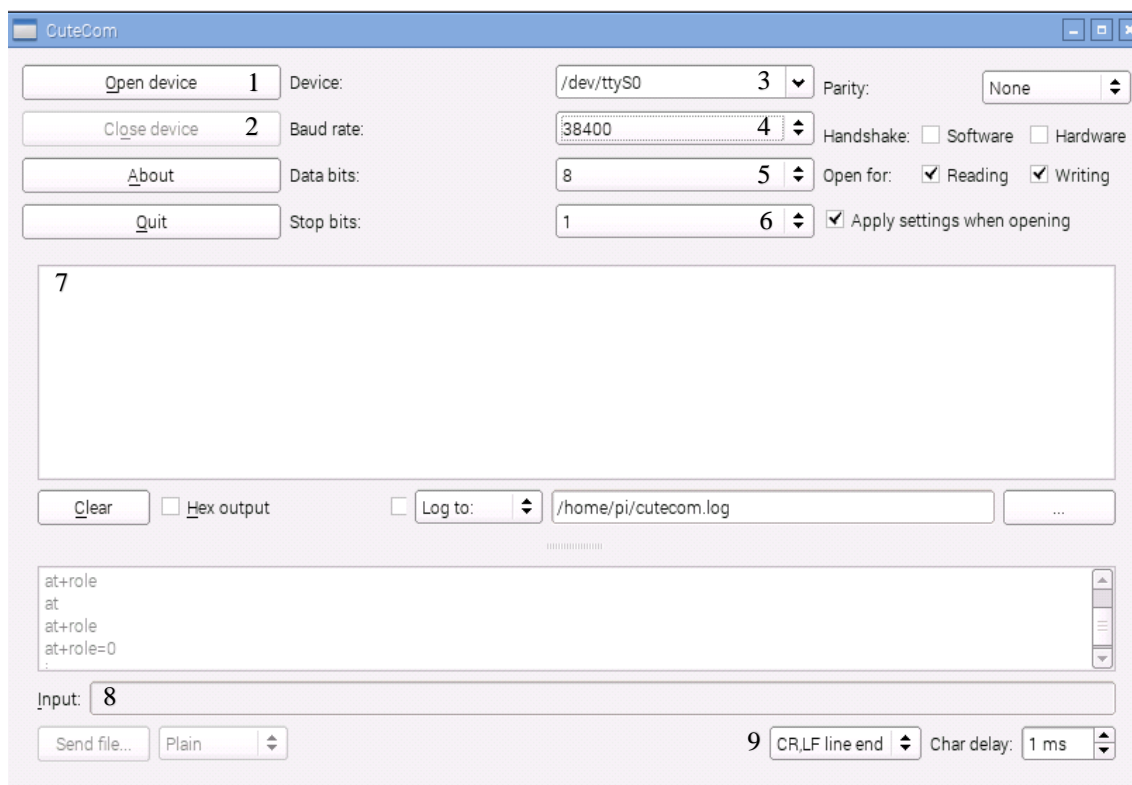 CuteCom
Open device 1 Device: /dev/ttyS0 3 Parity: None
Close device 2 Baud rate: 38400 4 Handshake: Software Hardware
About Data bits: 8 5 Open for: Reading Writing
Quit Stop bits: 1 6 Apply settings when opening
7
Clear Hex output Log to: /home/pi/cutecom.log ...
at+role
at
at+role
at+role=0
Input: 8
Send file... Plain 9 CR,LF line end Char delay: 1 ms